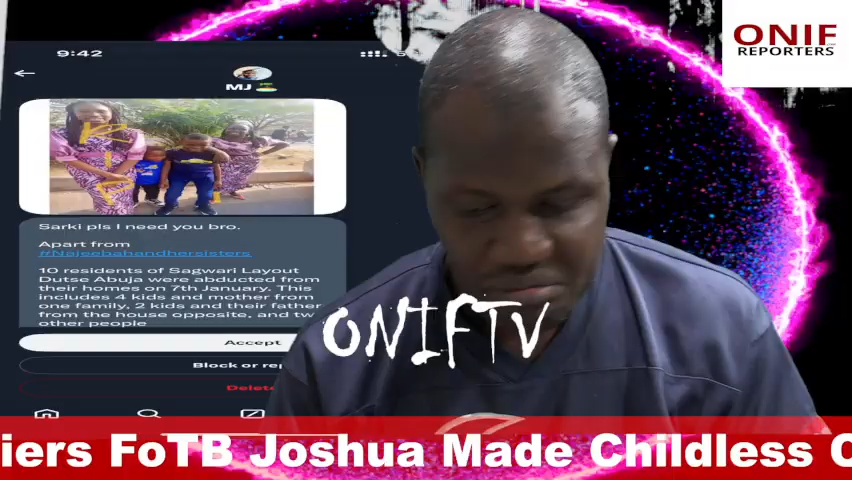 9:42
MJ
Sarki pls I need you bro.
Apart from
#Najeebahandhersisters
10 residents of Sagwari Layout
Dutse Abuja were abducted from
their homes on 7th January. This
includes 4 kids and mother from
one family, 2 kids and their father
from the house opposite, and tw
other people
Accept
Block or rep
Delete
ONIF
REPORTERS
ONIFTV
iers FoTB Joshua Made Childless C